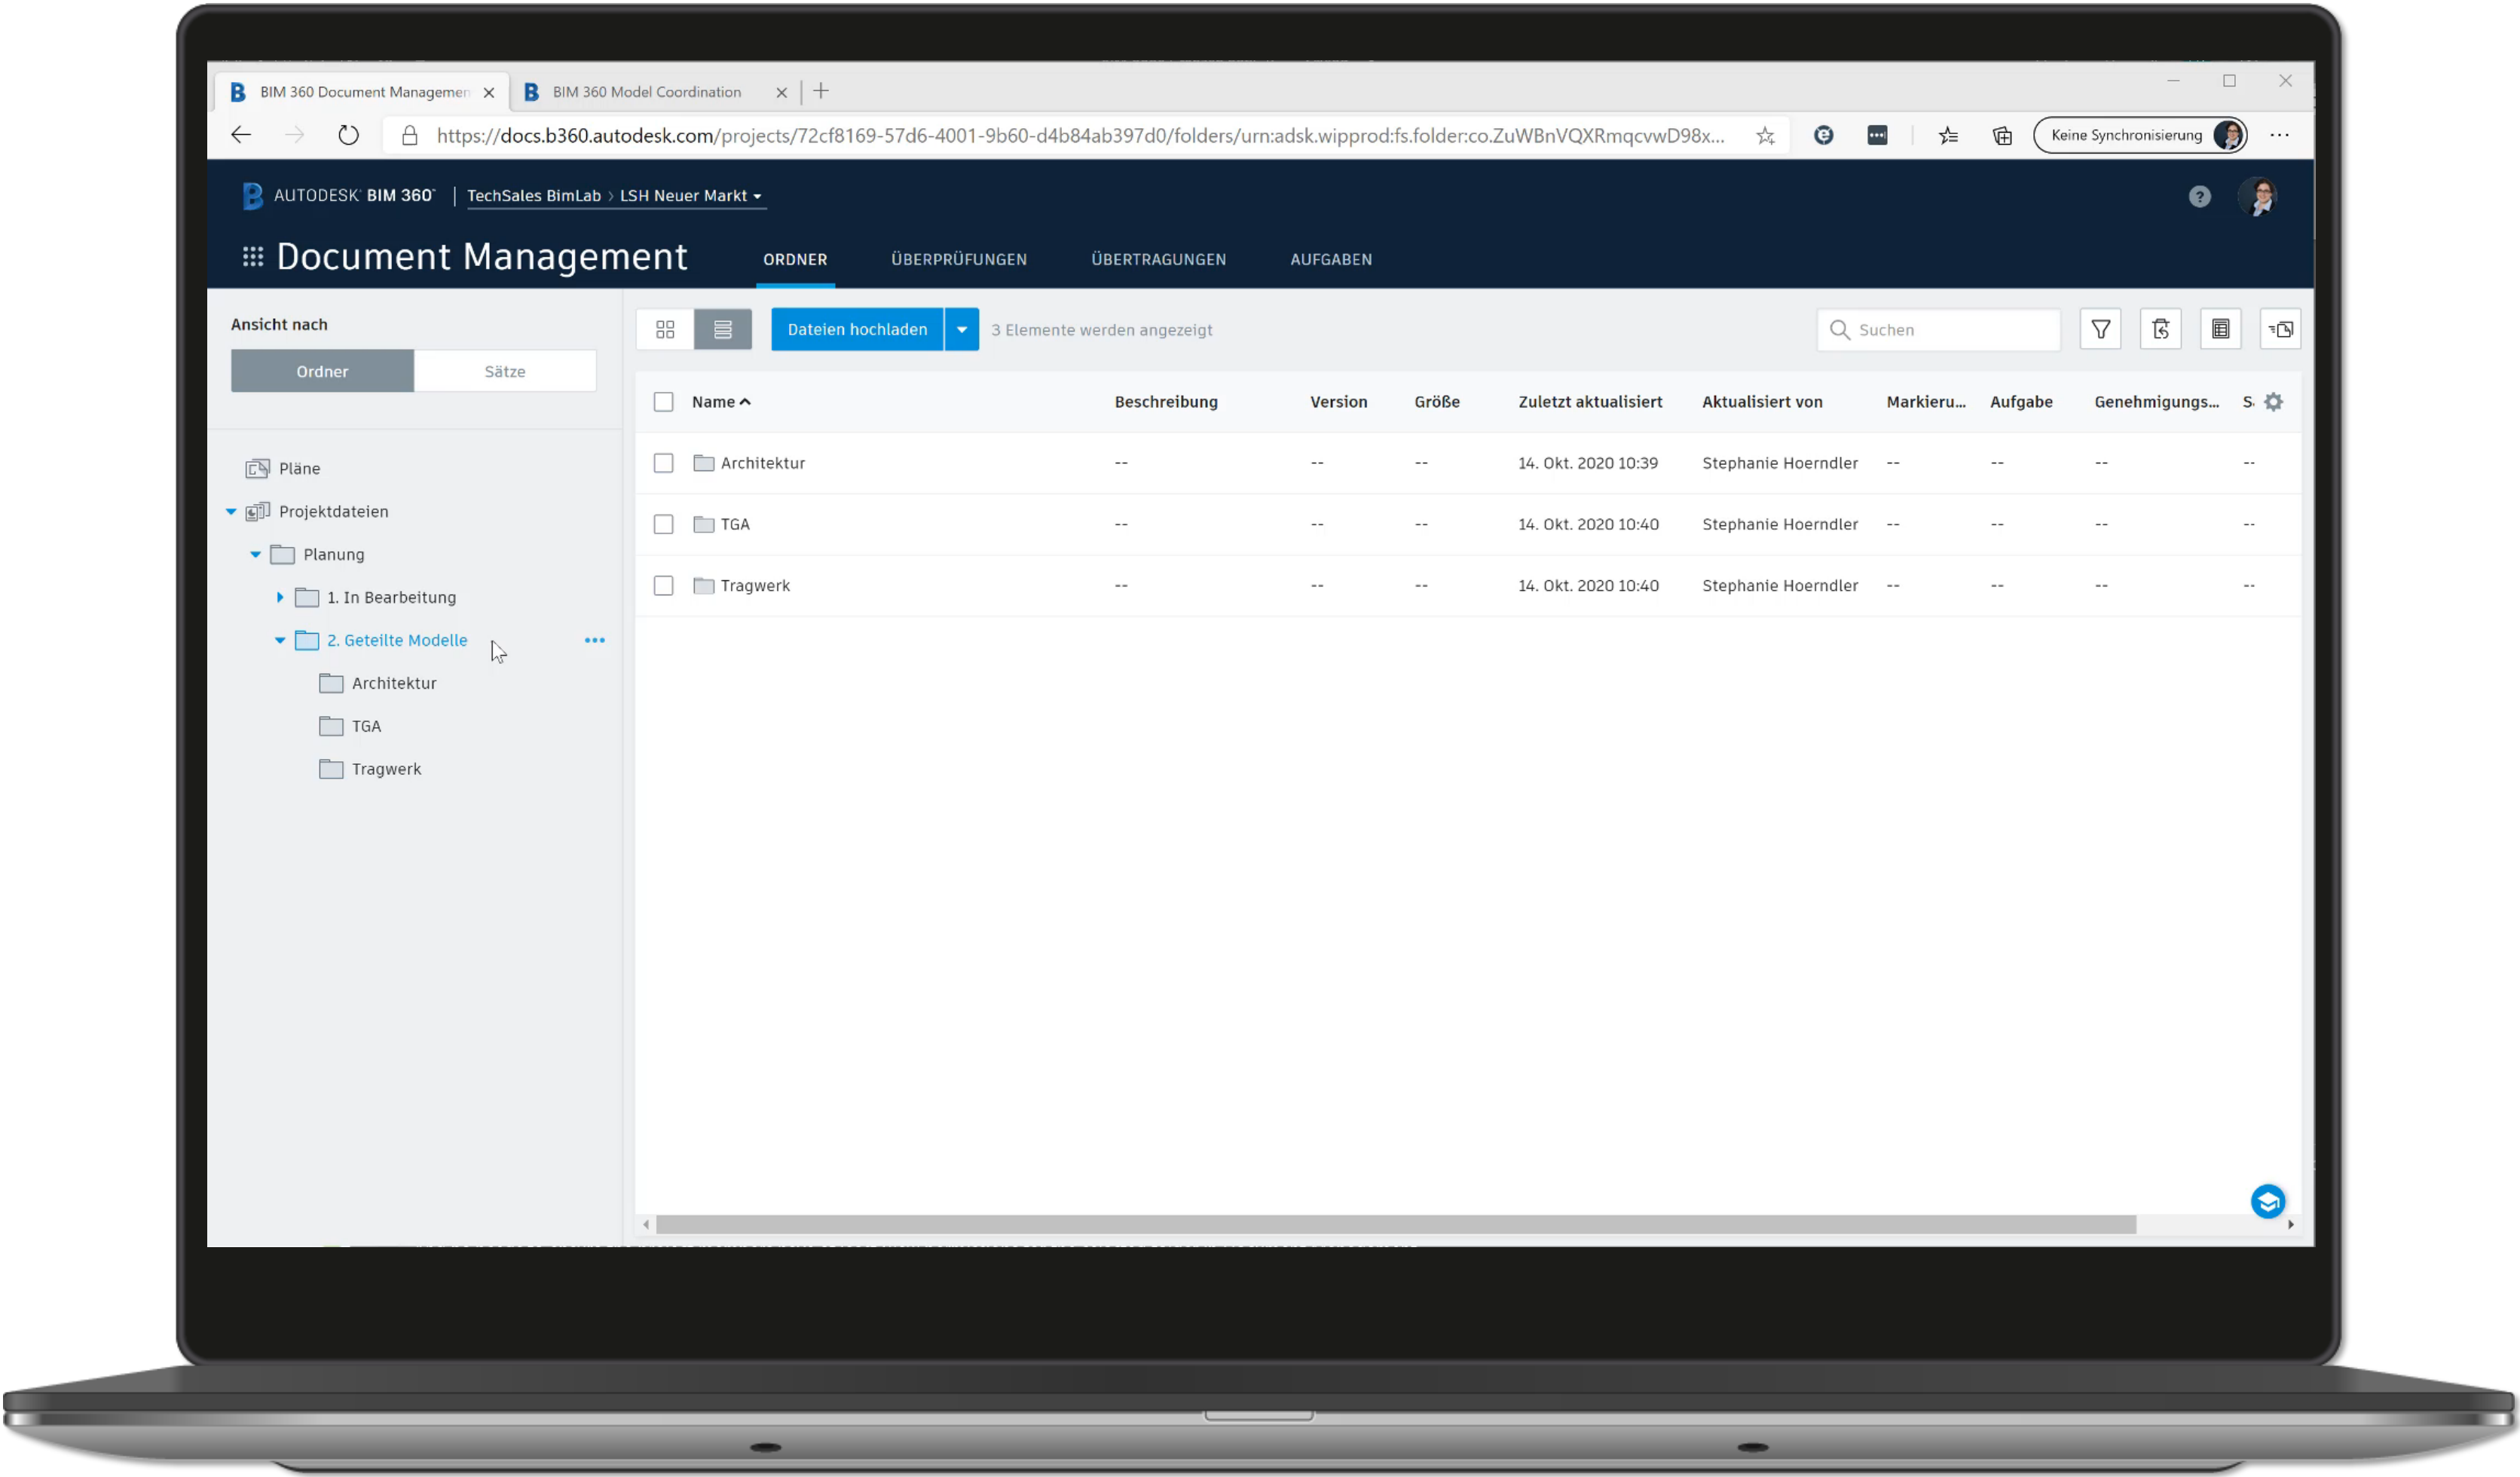 BIM 360 Document Managemen
BIM 360 Model Coordination
https://docs.b360.autodesk.com/projects/72cf8169-57d6-4001-9b60-d4b84ab397d0/folders/urn:adsk.wipprod:fs.folder:co.ZuWBnVQXRmqcvwD98x...
Keine Synchronisierung
AUTODESK BIM 360 | TechSales BimLab > LSH Neuer Markt
Document Management
ORDNER ÜBERPRÜFUNGEN ÜBERTRAGUNGEN AUFGABEN
Ansicht nach
Ordner Sätze
Pläne
Projektdateien
Planung
1. In Bearbeitung
2. Geteilte Modelle
Architektur
TGA
Tragwerk
Dateien hochladen 3 Elemente werden angezeigt Suchen
Name Beschreibung Version Größe Zuletzt aktualisiert Aktualisiert von Markieru... Aufgabe Genehmigungs... S.
Architektur -- -- -- 14. Okt. 2020 10:39 Stephanie Hoerndler -- -- -- --
TGA -- -- -- 14. Okt. 2020 10:40 Stephanie Hoerndler -- -- -- --
Tragwerk -- -- -- 14. Okt. 2020 10:40 Stephanie Hoerndler -- -- -- --